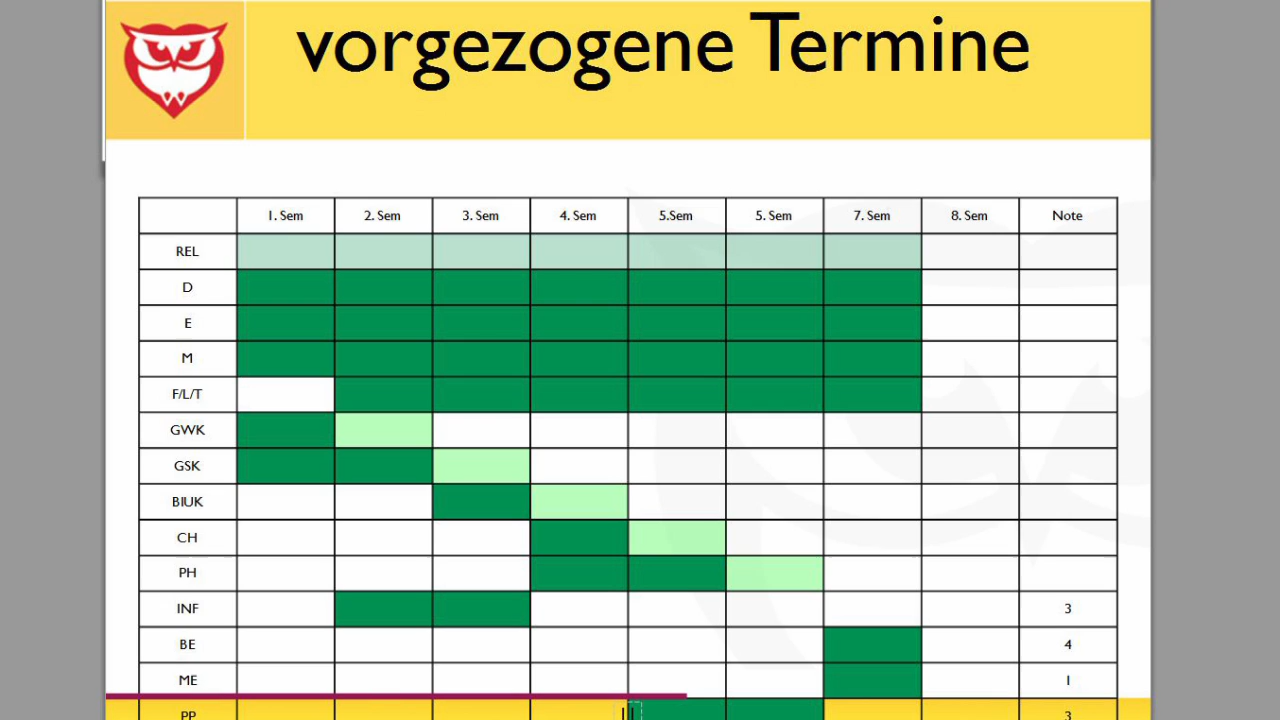 vorgezogene Termine
1. Sem 2. Sem 3. Sem 4. Sem 5.Sem 5. Sem 7. Sem 8. Sem Note
REL
D
E
M
F/L/T
GWK
GSK
BIUK
CH
PH
INF 3
BE 4
ME 1
PP 3